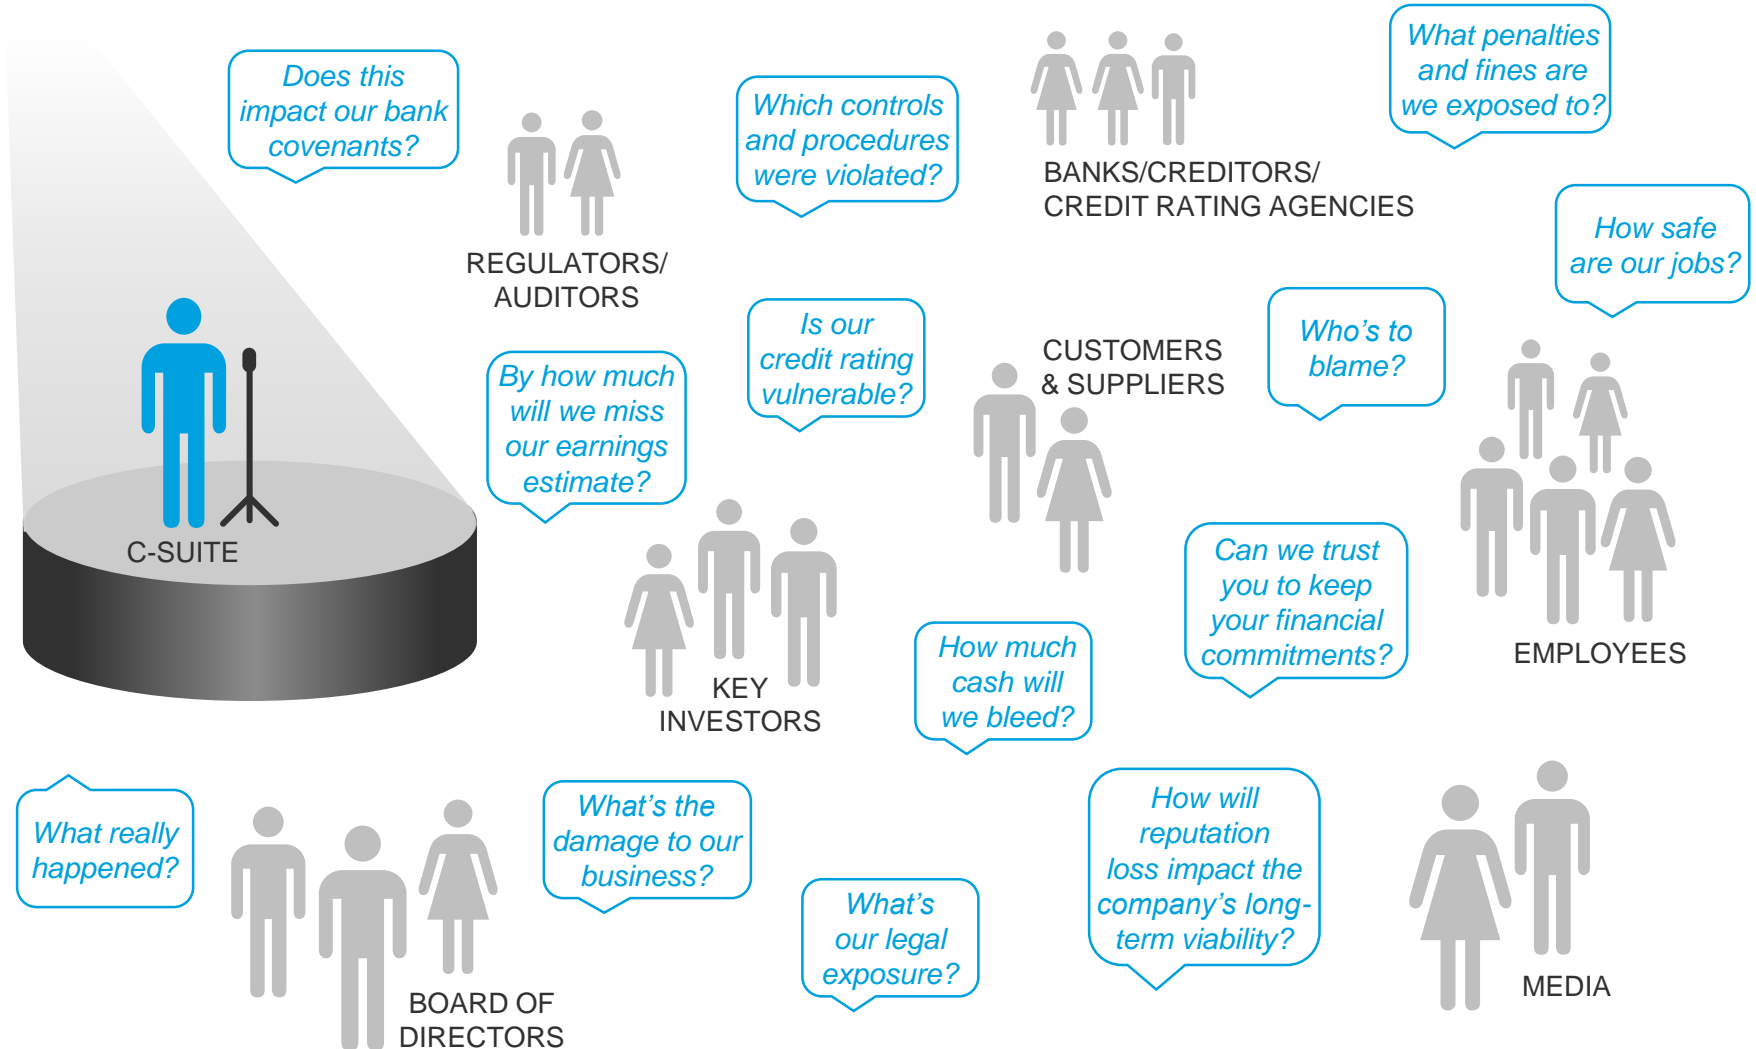 Does this
impact our bank
covenants?
REGULATORS/
AUDITORS
Which controls
and procedures
were violated?
BANKS/CREDITORS/
CREDIT RATING AGENCIES
What penalties
and fines are
we exposed to?
How safe
are our jobs?
C-SUITE
By how much
will we miss
our earnings
estimate?
Is our
credit rating
vulnerable?
CUSTOMERS
& SUPPLIERS
Who's to
blame?
KEY
INVESTORS
How much
cash will
we bleed?
Can we trust
you to keep
your financial
commitments?
EMPLOYEES
What really
happened?
BOARD OF
DIRECTORS
What's the
damage to our
business?
What's
our legal
exposure?
How will
reputation
loss impact the
company's long-
term viability?
MEDIA